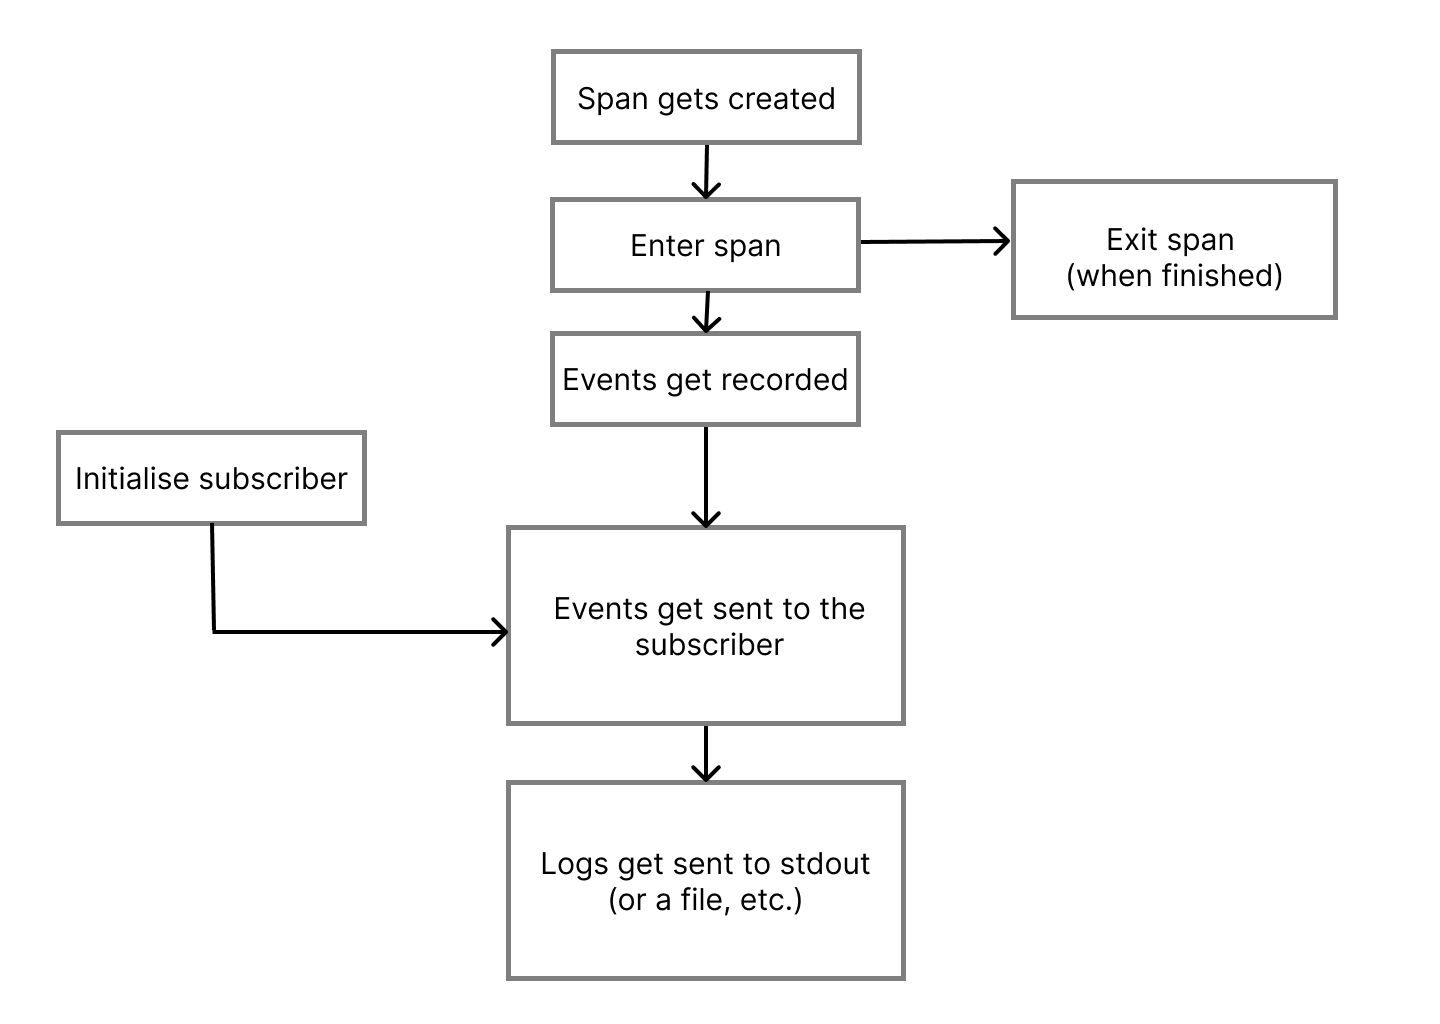 Span gets created
Enter span
Exit span
(when finished)
Events get recorded
Initialise subscriber
Events get sent to the
subscriber
Logs get sent to stdout
(or a file, etc.)